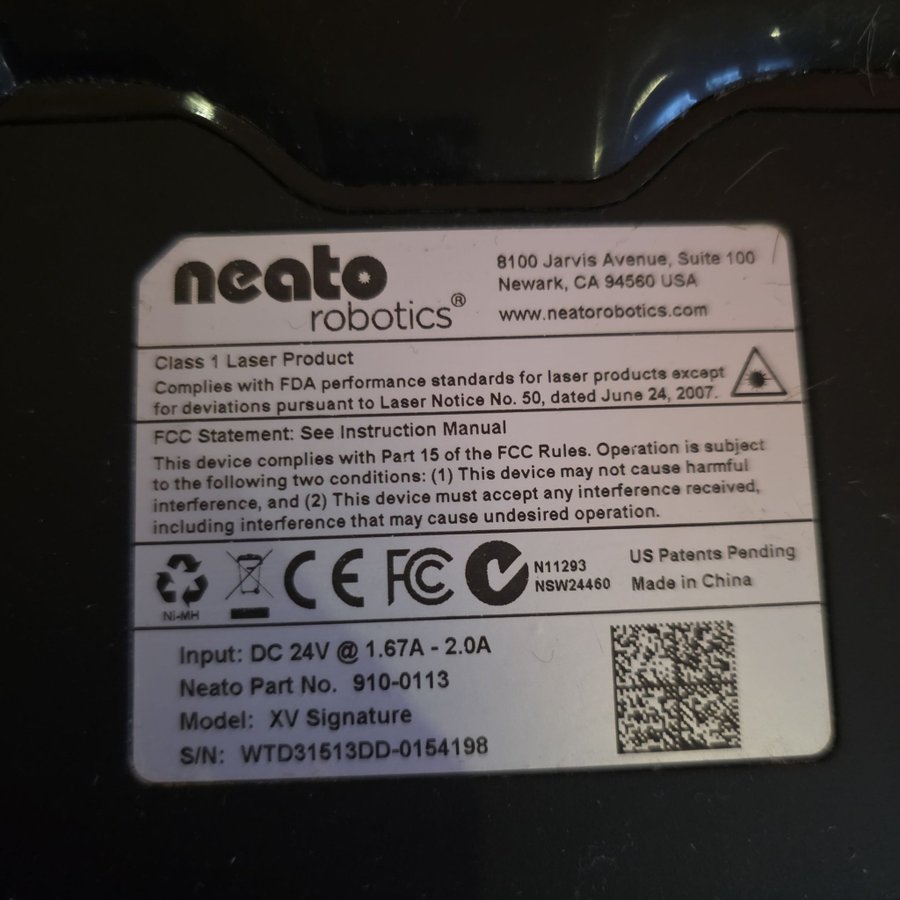 neato
robotics®
8100 Jarvis Avenue, Suite 100
Newark, CA 94560 USA
www.neatorobotics.com
Class 1 Laser Product
Complies with FDA performance standards for laser products except
for deviations pursuant to Laser Notice No. 50, dated June 24, 2007.
FCC Statement: See Instruction Manual
This device complies with Part 15 of the FCC Rules. Operation is subject
to the following two conditions: (1) This device may not cause harmful
interference, and (2) This device must accept any interference received,
including interference that may cause undesired operation.
Ni-MH
CE FC
N11293
NSW24460
US Patents Pending
Made in China
Input: DC 24V @ 1.67A - 2.0A
Neato Part No. 910-0113
Model: XV Signature
S/N: WTD31513DD-0154198